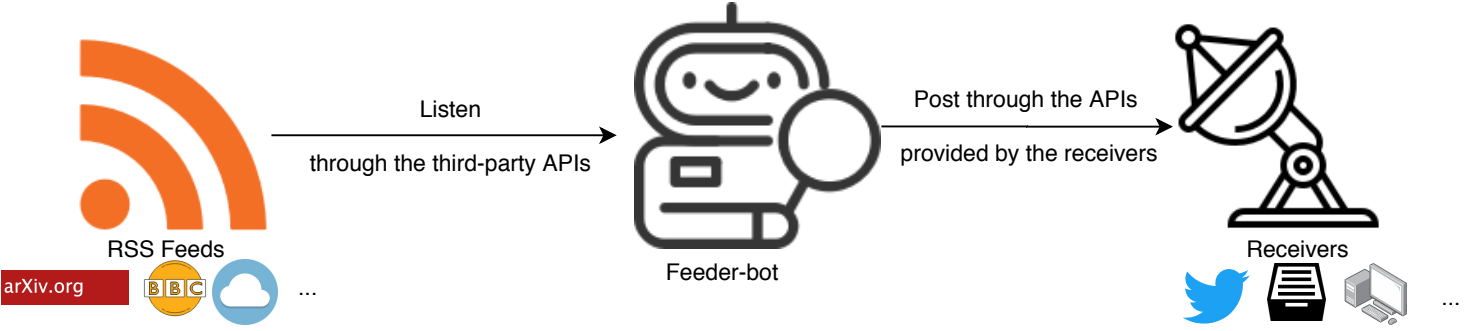 Listen
through the third-party APIs
Post through the APIs
provided by the receivers
RSS Feeds
Feeder-bot
Receivers
arXiv.org
BBC
...
...